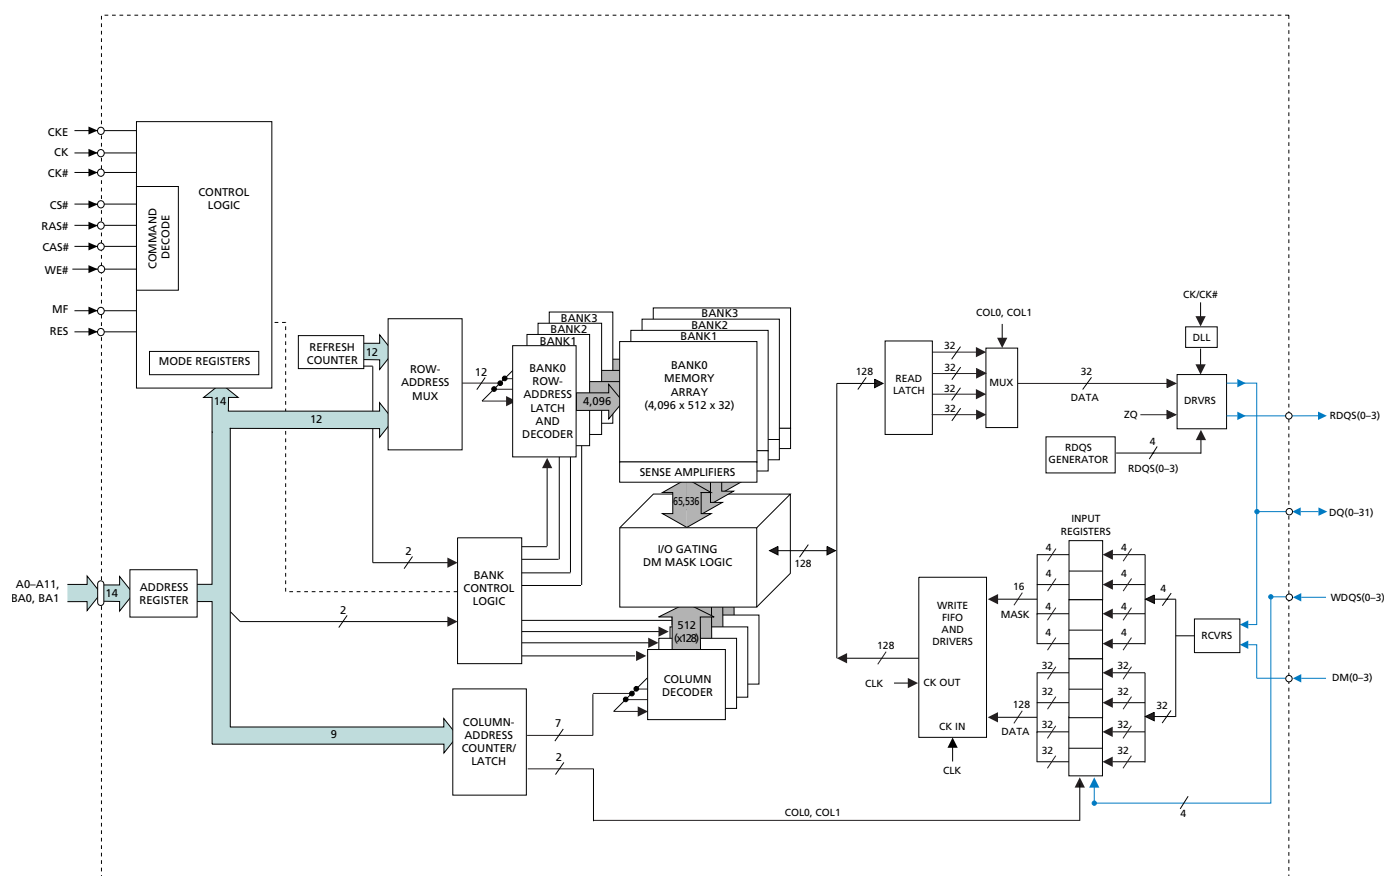 CKE
CK
CK#
CS#
RAS#
CAS#
WE#
MF
RES
CONTROL
LOGIC
COMMAND
DECODE
MODE REGISTERS
REFRESH
COUNTER
12
ROW-
ADDRESS
MUX
12
14
12
BANK3
BANK2
BANK1
BANK0
ROW-
ADDRESS
LATCH
AND
DECODER
4,096
BANK3
BANK2
BANK1
BANK0
MEMORY
ARRAY
(4,096 x 512 x 32)
SENSE AMPLIFIERS
65,536
I/O GATING
DM MASK LOGIC
128
512
(x128)
COLUMN
DECODER
2
BANK
CONTROL
LOGIC
2
A0–A11,
BA0, BA1
14
ADDRESS
REGISTER
9
COLUMN-
ADDRESS
COUNTER/
LATCH
7
2
COL0, COL1
128
READ
LATCH
32
32
32
32
COL0, COL1
MUX
32
DATA
CK/CK#
DLL
DRVRS
ZQ
RDQS
GENERATOR
4
RDQS(0–3)
RDQS(0–3)
DQ(0–31)
WDQS(0–3)
DM(0–3)
RCVRS
INPUT
REGISTERS
4
4
4
4
4
4
4
4
4
16
MASK
32
32
32
32
32
32
32
32
32
128
DATA
WRITE
FIFO
AND
DRIVERS
CK OUT
CK IN
CLK
CLK
128
4